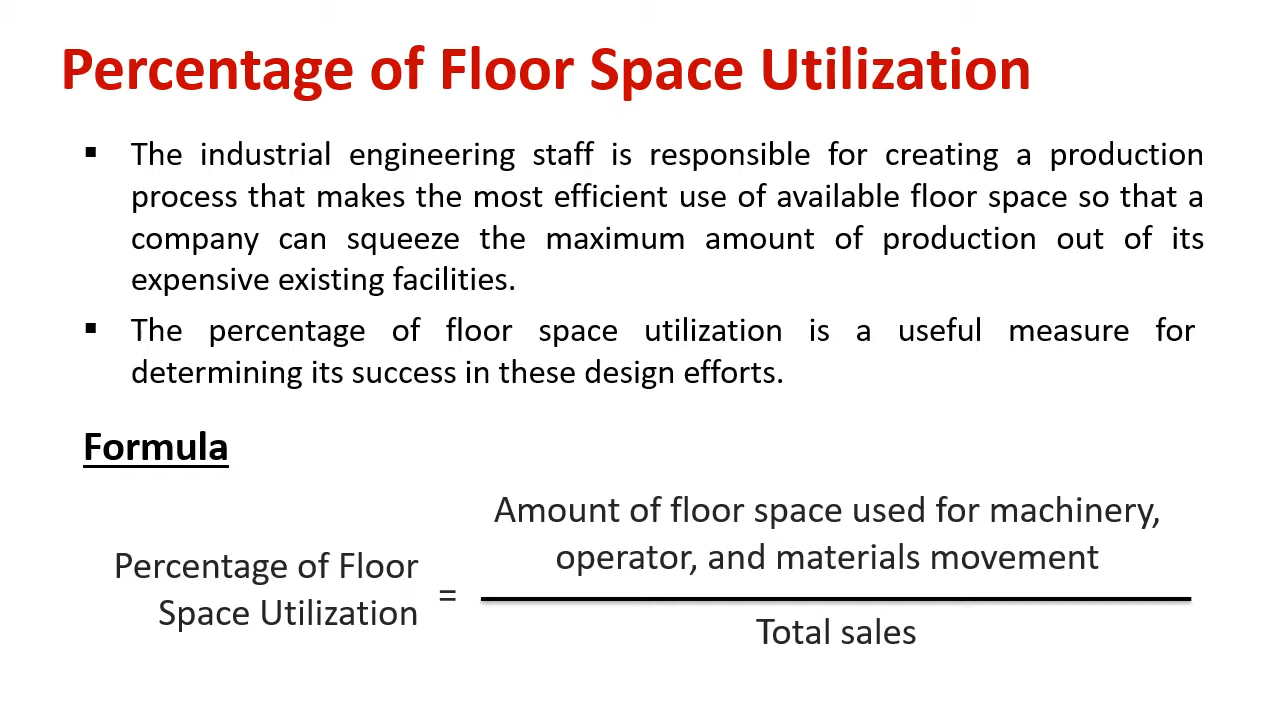 Percentage of Floor Space Utilization
▪ The industrial engineering staff is responsible for creating a production
process that makes the most efficient use of available floor space so that a
company can squeeze the maximum amount of production out of its
expensive existing facilities.
▪ The percentage of floor space utilization is a useful measure for
determining its success in these design efforts.
Formula
Percentage of Floor
Space Utilization
=
Amount of floor space used for machinery,
operator, and materials movement
Total sales